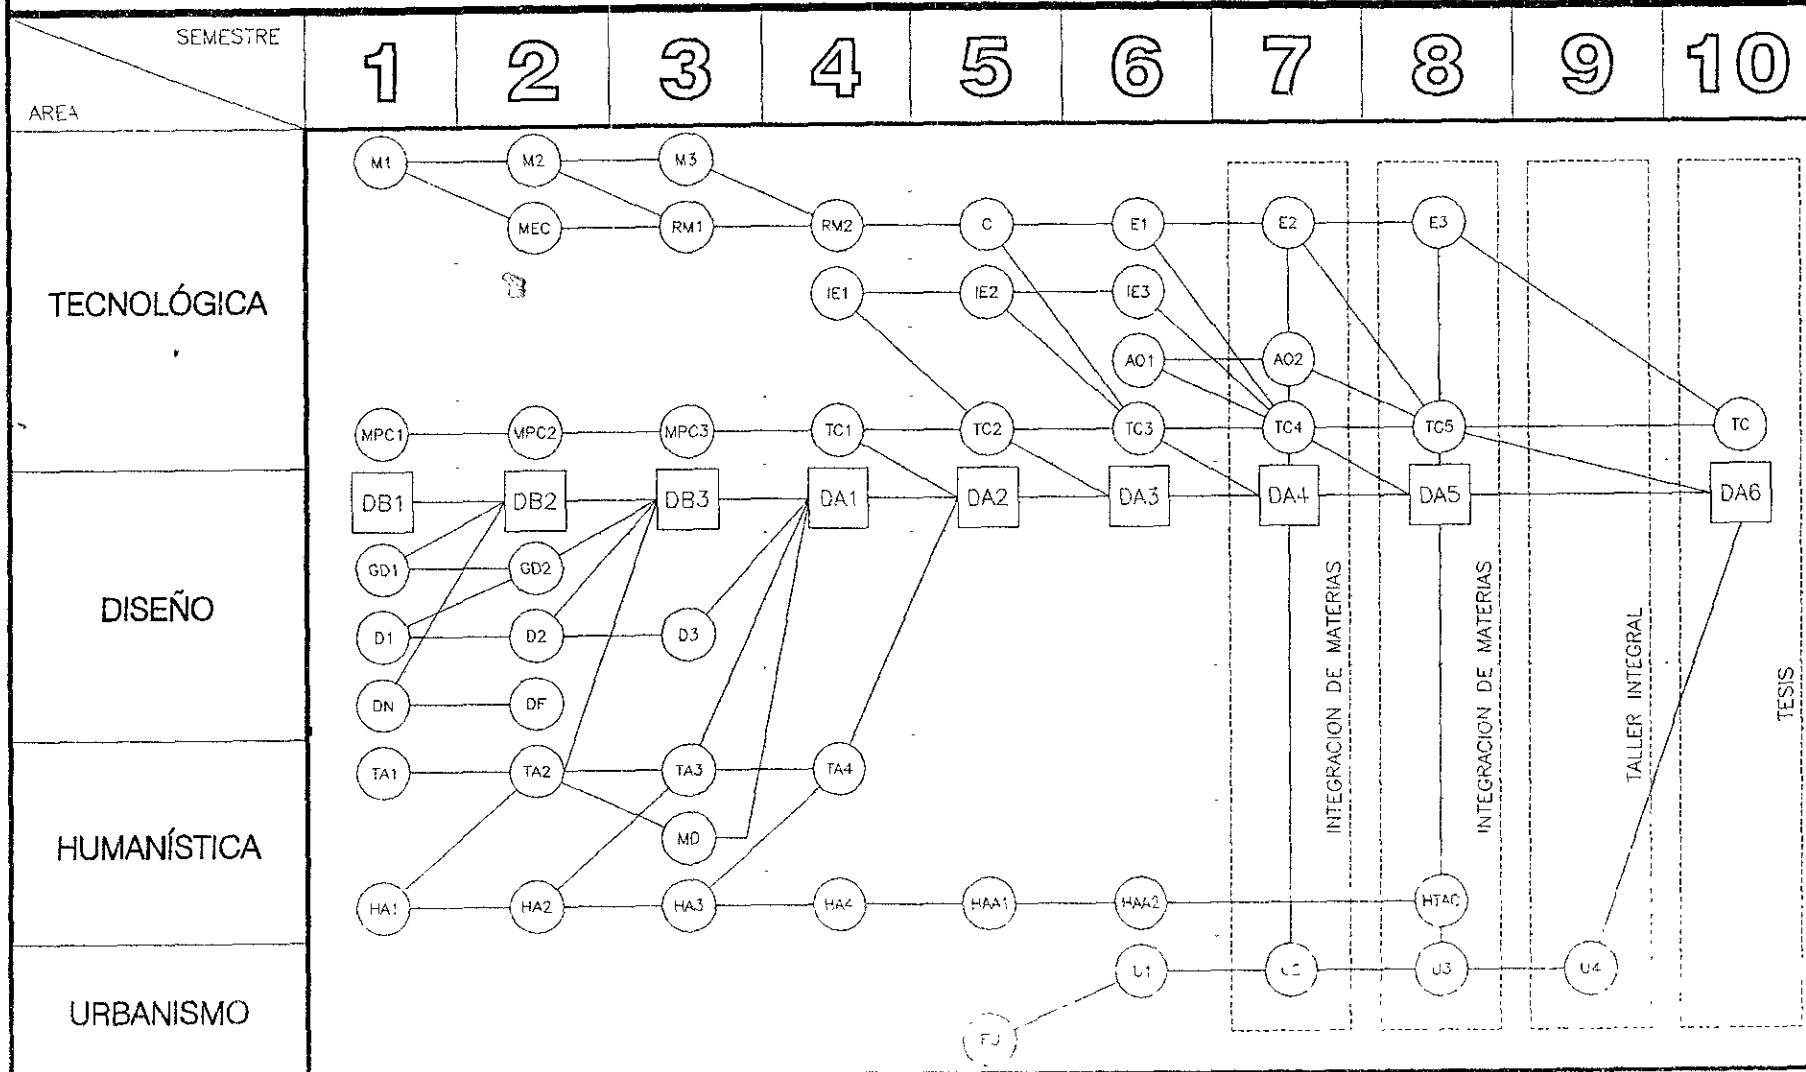 SEMESTRE
AREA
1 2 3 4 5 6 7 8 9 10
TECNOLÓGICA
M1 M2 M3
MEC RM1 RM2 C E1 E2 E3
IE1 IE2 IE3
AO1 AO2
MPC1 MPC2 MPC3 TC1 TC2 TC3 TC4 TC5 TC
DISEÑO
DB1 DB2 DB3 DA1 DA2 DA3 DA4 DA5 DA6
GD1 GD2
D1 D2 D3
DN DF
HUMANÍSTICA
TA1 TA2 TA3 TA4
MD
HA1 HA2 HA3 HA4 HAA1 HAA2 HTAC
URBANISMO
U1 U3 U4
INTEGRACION DE MATERIAS
INTEGRACION DE MATERIAS
TALLER INTEGRAL
TESIS